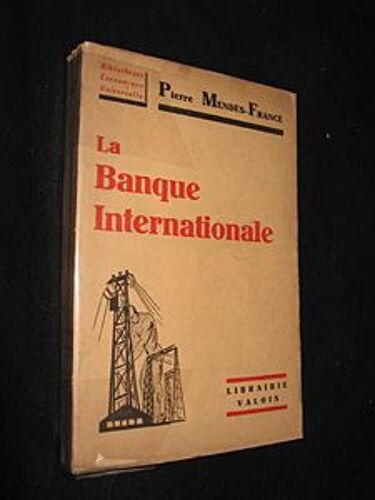 Bibliothèque
Économique
Universelle
Pierre Mendès-France
La
Banque
Internationale
LIBRAIRIE
VALOIS